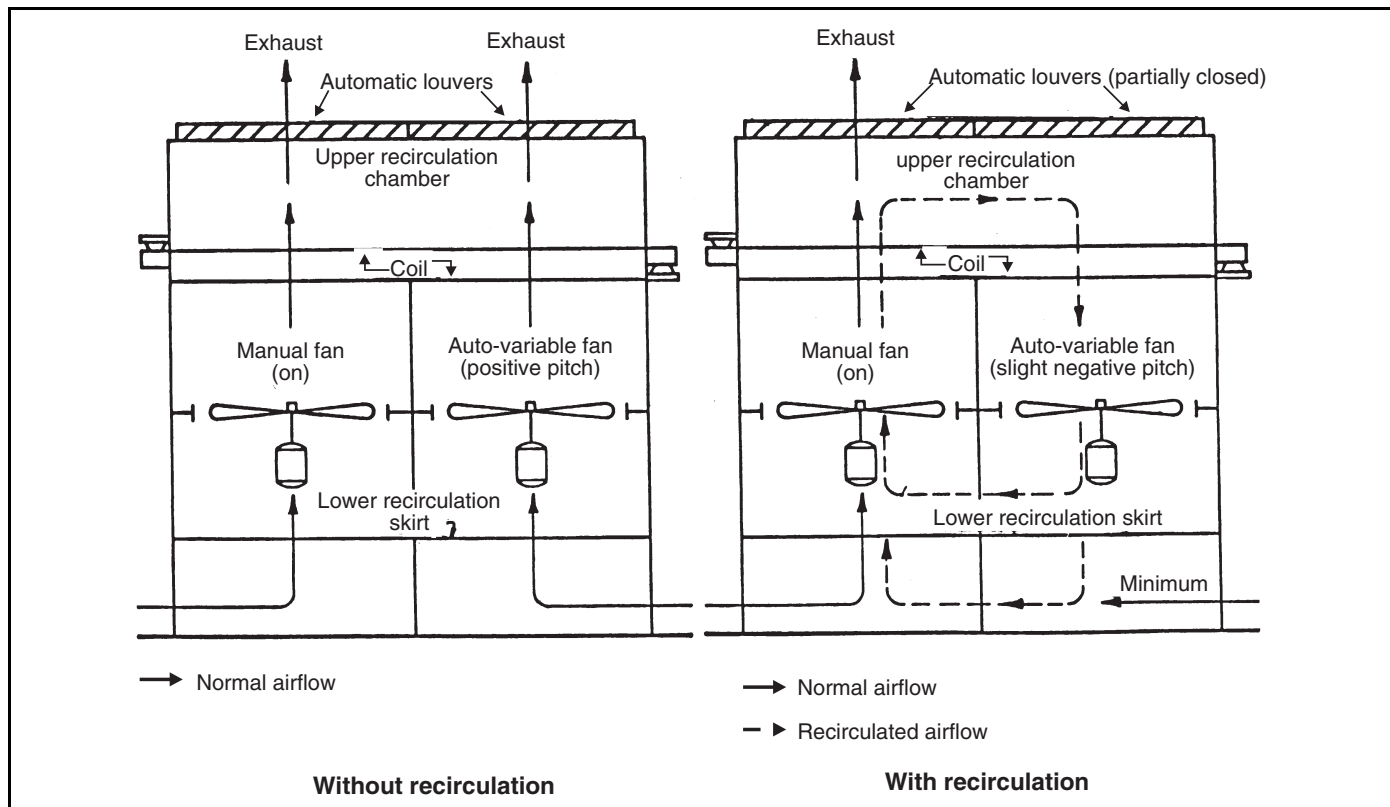 Exhaust
Exhaust
Automatic louvers
Upper recirculation
chamber
Coil
Manual fan
(on)
Auto-variable fan
(positive pitch)
Lower recirculation
skirt
Normal airflow
Without recirculation
Exhaust
Automatic louvers (partially closed)
upper recirculation
chamber
Coil
Manual fan
(on)
Auto-variable fan
(slight negative pitch)
Lower recirculation skirt
Minimum
Normal airflow
Recirculated airflow
With recirculation